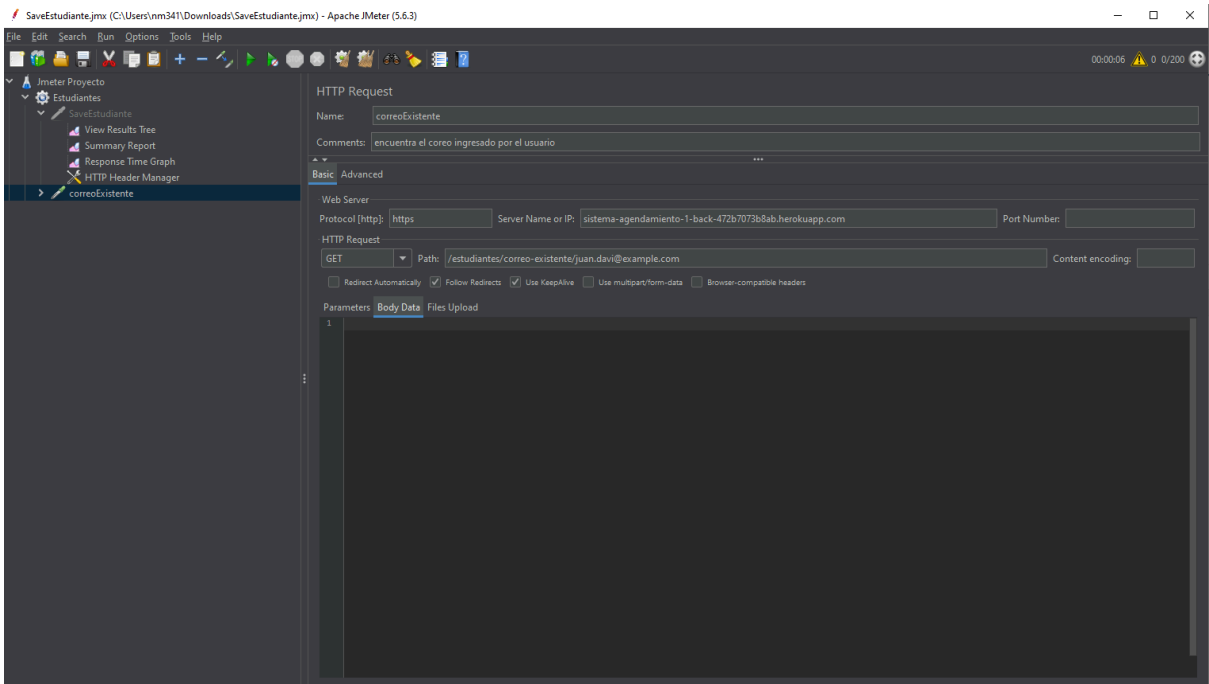 SaveEstudiante.jmx (C:\Users\nm341\Downloads\SaveEstudiante.jmx) - Apache JMeter (5.6.3)
File Edit Search Run Options Tools Help
00:00:06 0 0/200
Jmeter Proyecto
Estudiantes
SaveEstudiante
View Results Tree
Summary Report
Response Time Graph
HTTP Header Manager
correoExistente
HTTP Request
Name: correoExistente
Comments: encuentra el coreo ingresado por el usuario
Basic Advanced
Web Server
Protocol [http]: https Server Name or IP: sistema-agendamiento-1-back-472b7073b8ab.herokuapp.com Port Number:
HTTP Request
GET Path: /estudiantes/correo-existente/juan.davi@example.com Content encoding:
Redirect Automatically Follow Redirects Use KeepAlive Use multipart/form-data Browser-compatible headers
Parameters Body Data Files Upload
1